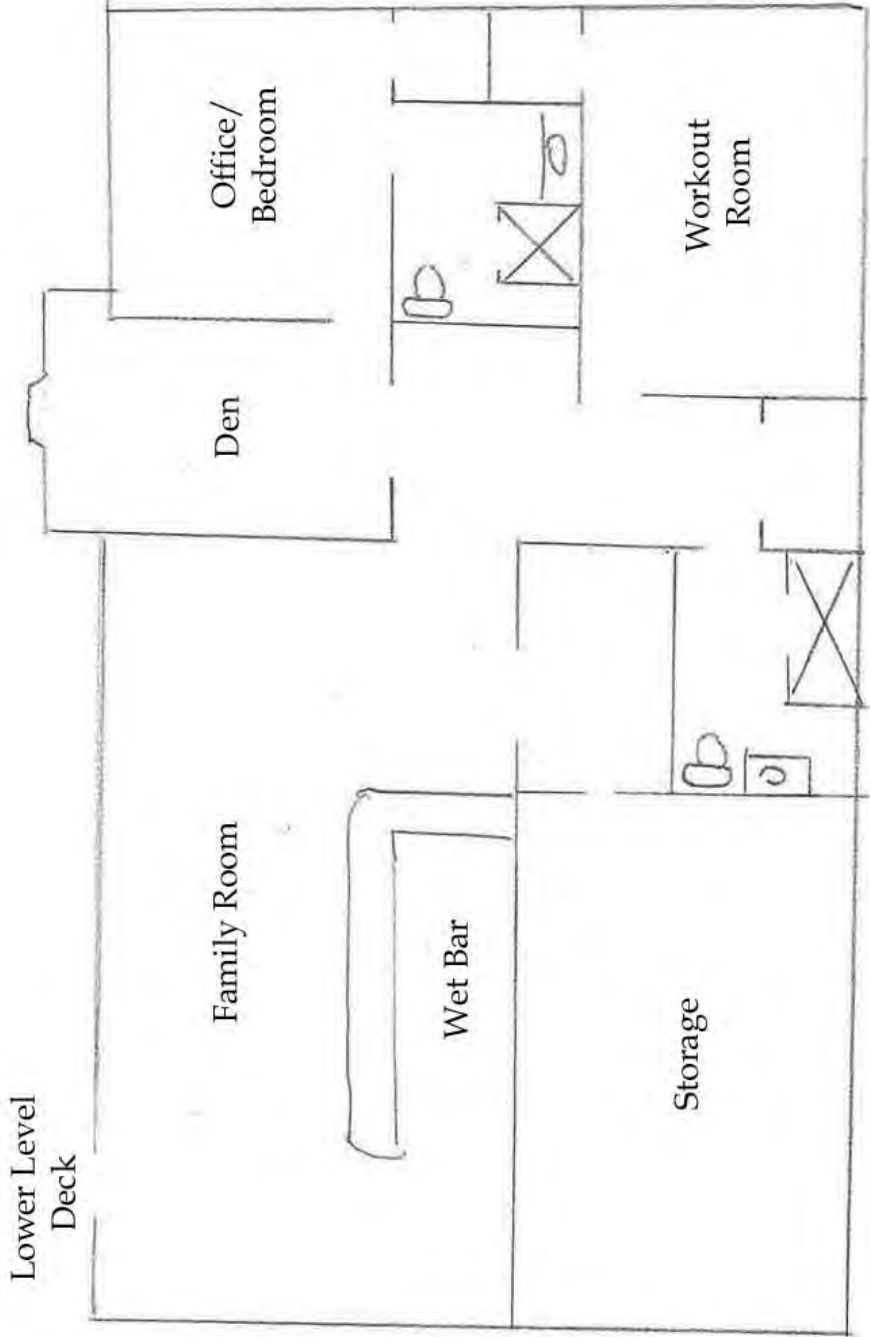 Lower Level
Deck
Family Room
Wet Bar
Storage
Den
Office/
Bedroom
Workout
Room